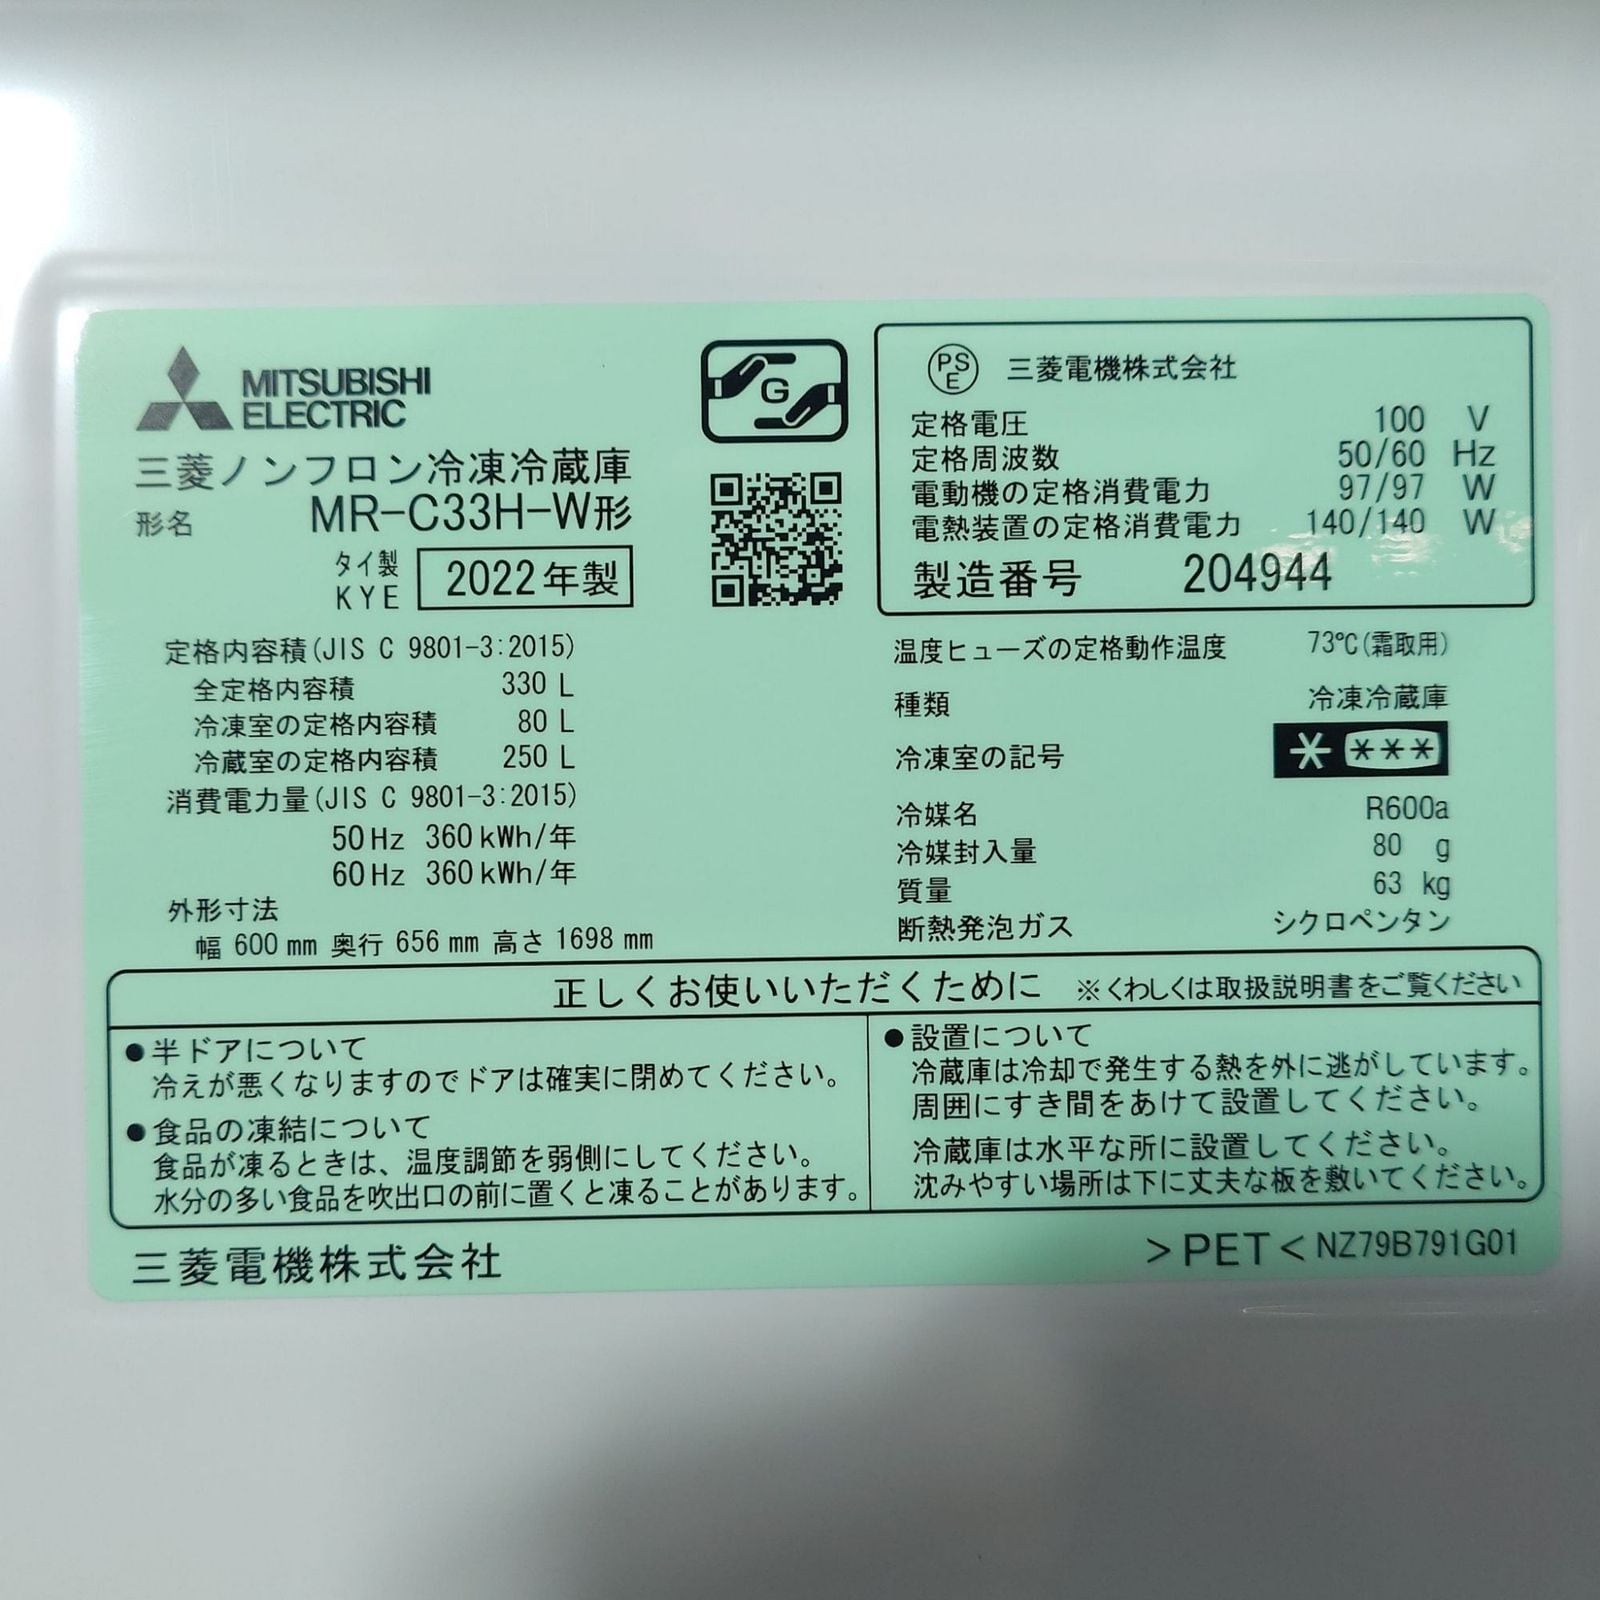 MITSUBISHI
ELECTRIC
三菱ノンフロン冷凍冷蔵庫
形名 MR-C33H-W形
タイ製
KYE
2022年製
G
定格内容積(JIS C 9801-3:2015)
全定格内容積 330 L
冷凍室の定格内容積 80 L
冷蔵室の定格内容積 250 L
消費電力量(JIS C 9801-3:2015)
50Hz 360kWh/年
60Hz 360kWh/年
外形寸法
幅 600mm 奥行 656mm 高さ 1698mm
PSE 三菱電機株式会社
定格電圧 100 V
定格周波数 50/60 Hz
電動機の定格消費電力 97/97 W
電熱装置の定格消費電力 140/140 W
製造番号 204944
温度ヒューズの定格動作温度 73℃(霜取用)
種類 冷凍冷蔵庫
冷凍室の記号 * ***
冷媒名 R600a
冷媒封入量 80 g
質量 63 kg
断熱発泡ガス シクロペンタン
正しくお使いいただくために ※くわしくは取扱説明書をご覧ください
●半ドアについて
冷えが悪くなりますのでドアは確実に閉めてください。
●食品の凍結について
食品が凍るときは、温度調節を弱側にしてください。
水分の多い食品を吹出口の前に置くと凍ることがあります。
●設置について
冷蔵庫は冷却で発生する熱を外に逃がしています。
周囲にすき間をあけて設置してください。
冷蔵庫は水平な所に設置してください。
沈みやすい場所は下に丈夫な板を敷いてください。
三菱電機株式会社
>PET< NZ79B791G01